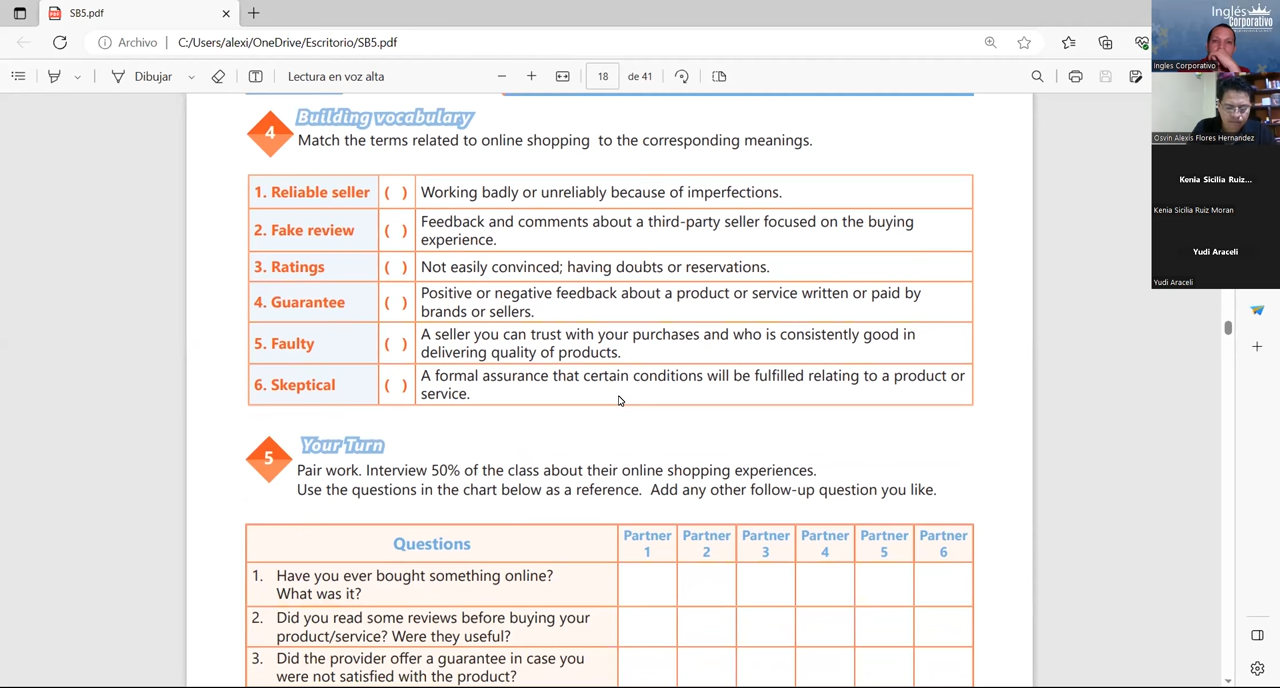 SB5.pdf
Archivo
C:/Users/alexi/OneDrive/Escritorio/SB5.pdf
Dibujar
Lectura en voz alta
18
de 41
Building vocabulary
4
Match the terms related to online shopping to the corresponding meanings.
1. Reliable seller ( ) Working badly or unreliably because of imperfections.
2. Fake review ( ) Feedback and comments about a third-party seller focused on the buying
experience.
3. Ratings ( ) Not easily convinced; having doubts or reservations.
4. Guarantee ( ) Positive or negative feedback about a product or service written or paid by
brands or sellers.
5. Faulty ( ) A seller you can trust with your purchases and who is consistently good in
delivering quality of products.
6. Skeptical ( ) A formal assurance that certain conditions will be fulfilled relating to a product or
service.
Your Turn
5
Pair work. Interview 50% of the class about their online shopping experiences.
Use the questions in the chart below as a reference. Add any other follow-up question you like.
Questions
Partner 1
Partner 2
Partner 3
Partner 4
Partner 5
Partner 6
1. Have you ever bought something online?
What was it?
2. Did you read some reviews before buying your
product/service? Were they useful?
3. Did the provider offer a guarantee in case you
were not satisfied with the product?
Inglés
Corporativo
Ingles Corporativo
Osvin Alexis Flores Hernandez
Kenia Sicilia Ruiz...
Kenia Sicilia Ruiz Moran
Yudi Araceli
Yudi Araceli